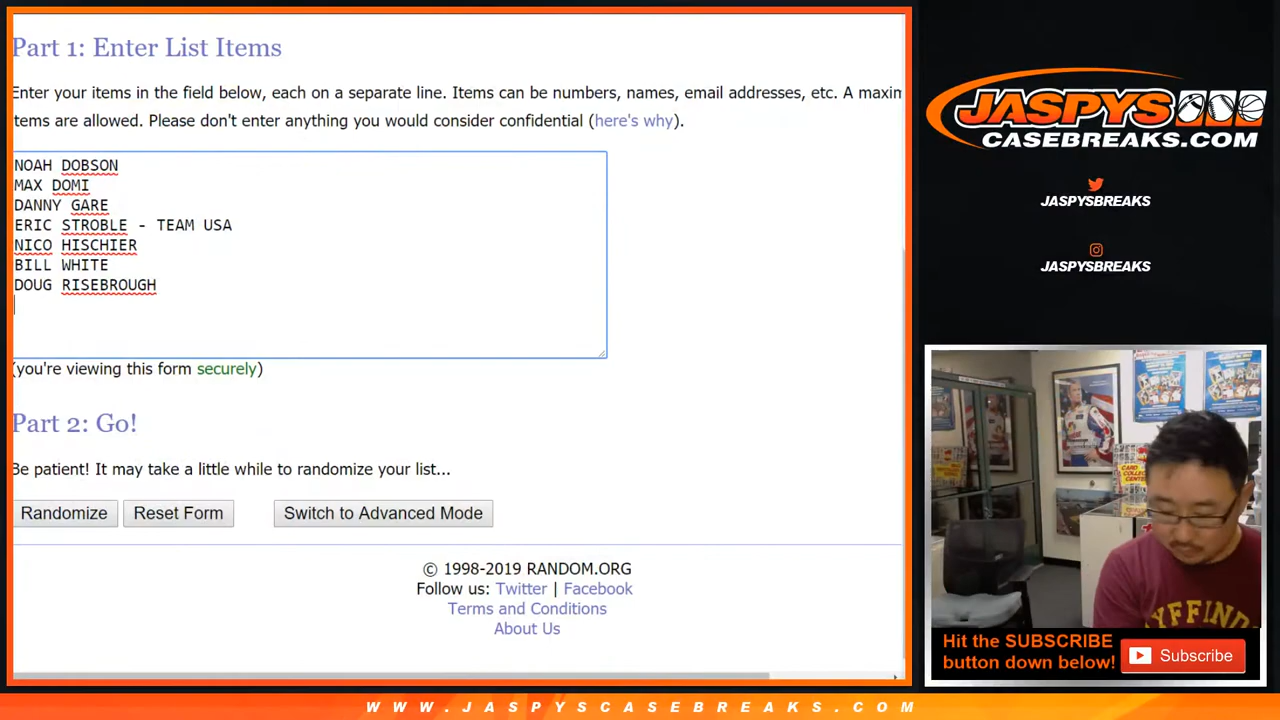 Part 1: Enter List Items
Enter your items in the field below, each on a separate line. Items can be numbers, names, email addresses, etc. A maxim
items are allowed. Please don't enter anything you would consider confidential (here's why).
NOAH DOBSON
MAX DOMI
DANNY GARE
ERIC STROBLE - TEAM USA
NICO HISCHIER
BILL WHITE
DOUG RISEBROUGH
(you're viewing this form securely)
Part 2: Go!
Be patient! It may take a little while to randomize your list...
Randomize Reset Form Switch to Advanced Mode
© 1998-2019 RANDOM.ORG
Follow us: Twitter | Facebook
Terms and Conditions
About Us
JASPYS
CASEBREAKS.COM
JASPYSBREAKS
JASPYSBREAKS
Hit the SUBSCRIBE
button down below!
Subscribe
WWW.JASPYSCASEBREAKS.COM